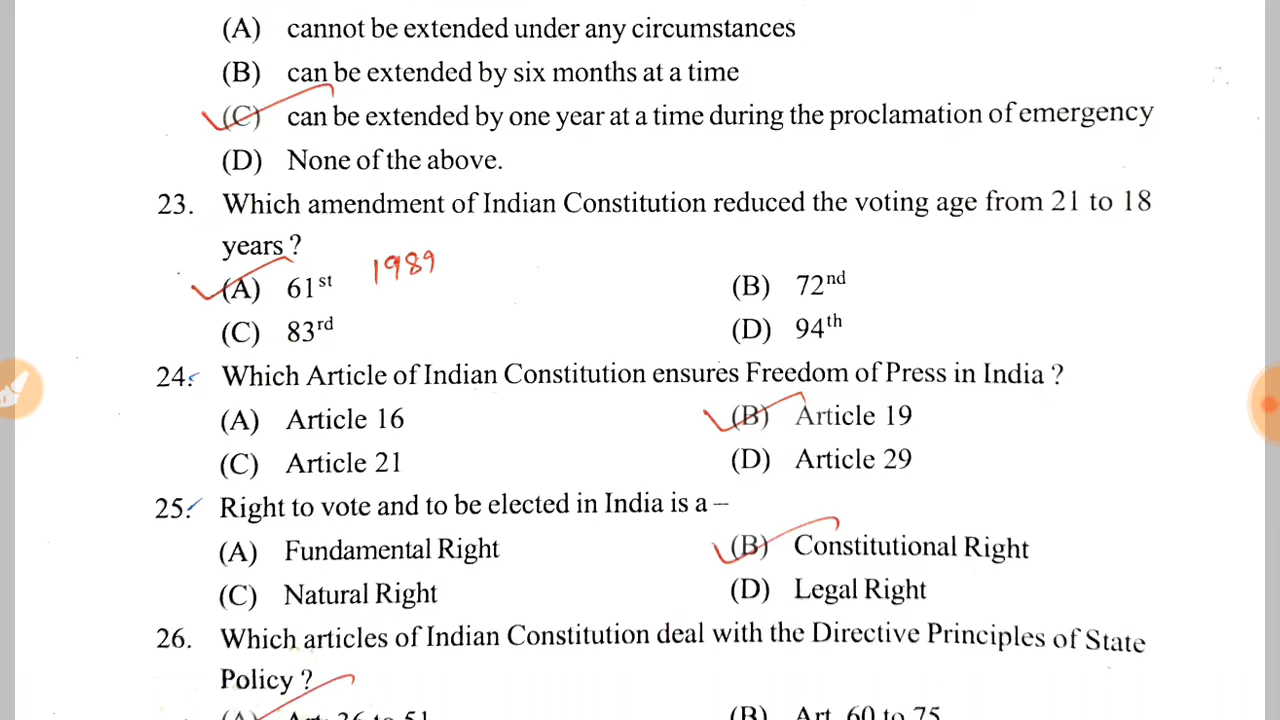 (A) cannot be extended under any circumstances
(B) can be extended by six months at a time
(C) can be extended by one year at a time during the proclamation of emergency
(D) None of the above.
23. Which amendment of Indian Constitution reduced the voting age from 21 to 18
years ?
(A) 61st 1989 (B) 72nd
(C) 83rd (D) 94th
24. Which Article of Indian Constitution ensures Freedom of Press in India ?
(A) Article 16 (B) Article 19
(C) Article 21 (D) Article 29
25. Right to vote and to be elected in India is a –
(A) Fundamental Right (B) Constitutional Right
(C) Natural Right (D) Legal Right
26. Which articles of Indian Constitution deal with the Directive Principles of State
Policy ?
(A) Art. 36 to 51 (B) Art. 60 to 75